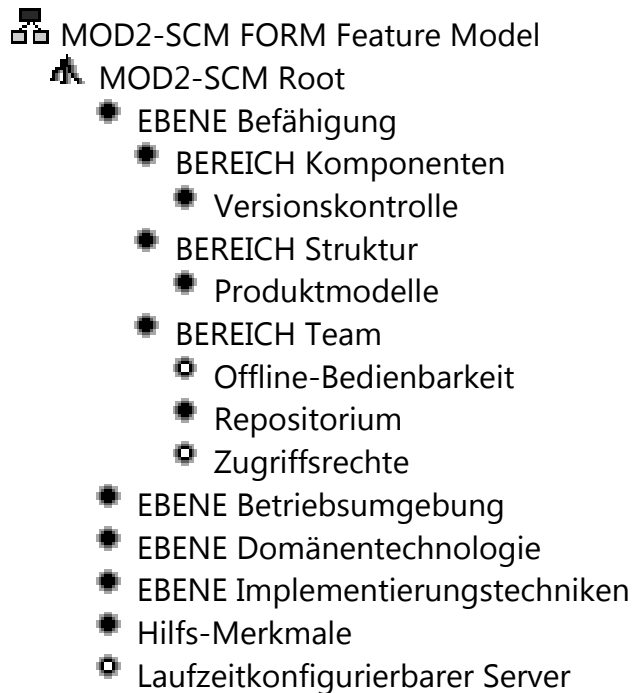 MOD2-SCM FORM Feature Model
MOD2-SCM Root
EBENE Befähigung
BEREICH Komponenten
Versionskontrolle
BEREICH Struktur
Produktmodelle
BEREICH Team
Offline-Bedienbarkeit
Repositorium
Zugriffsrechte
EBENE Betriebsumgebung
EBENE Domänentechnologie
EBENE Implementierungstechniken
Hilfs-Merkmale
Laufzeitkonfigurierbarer Server